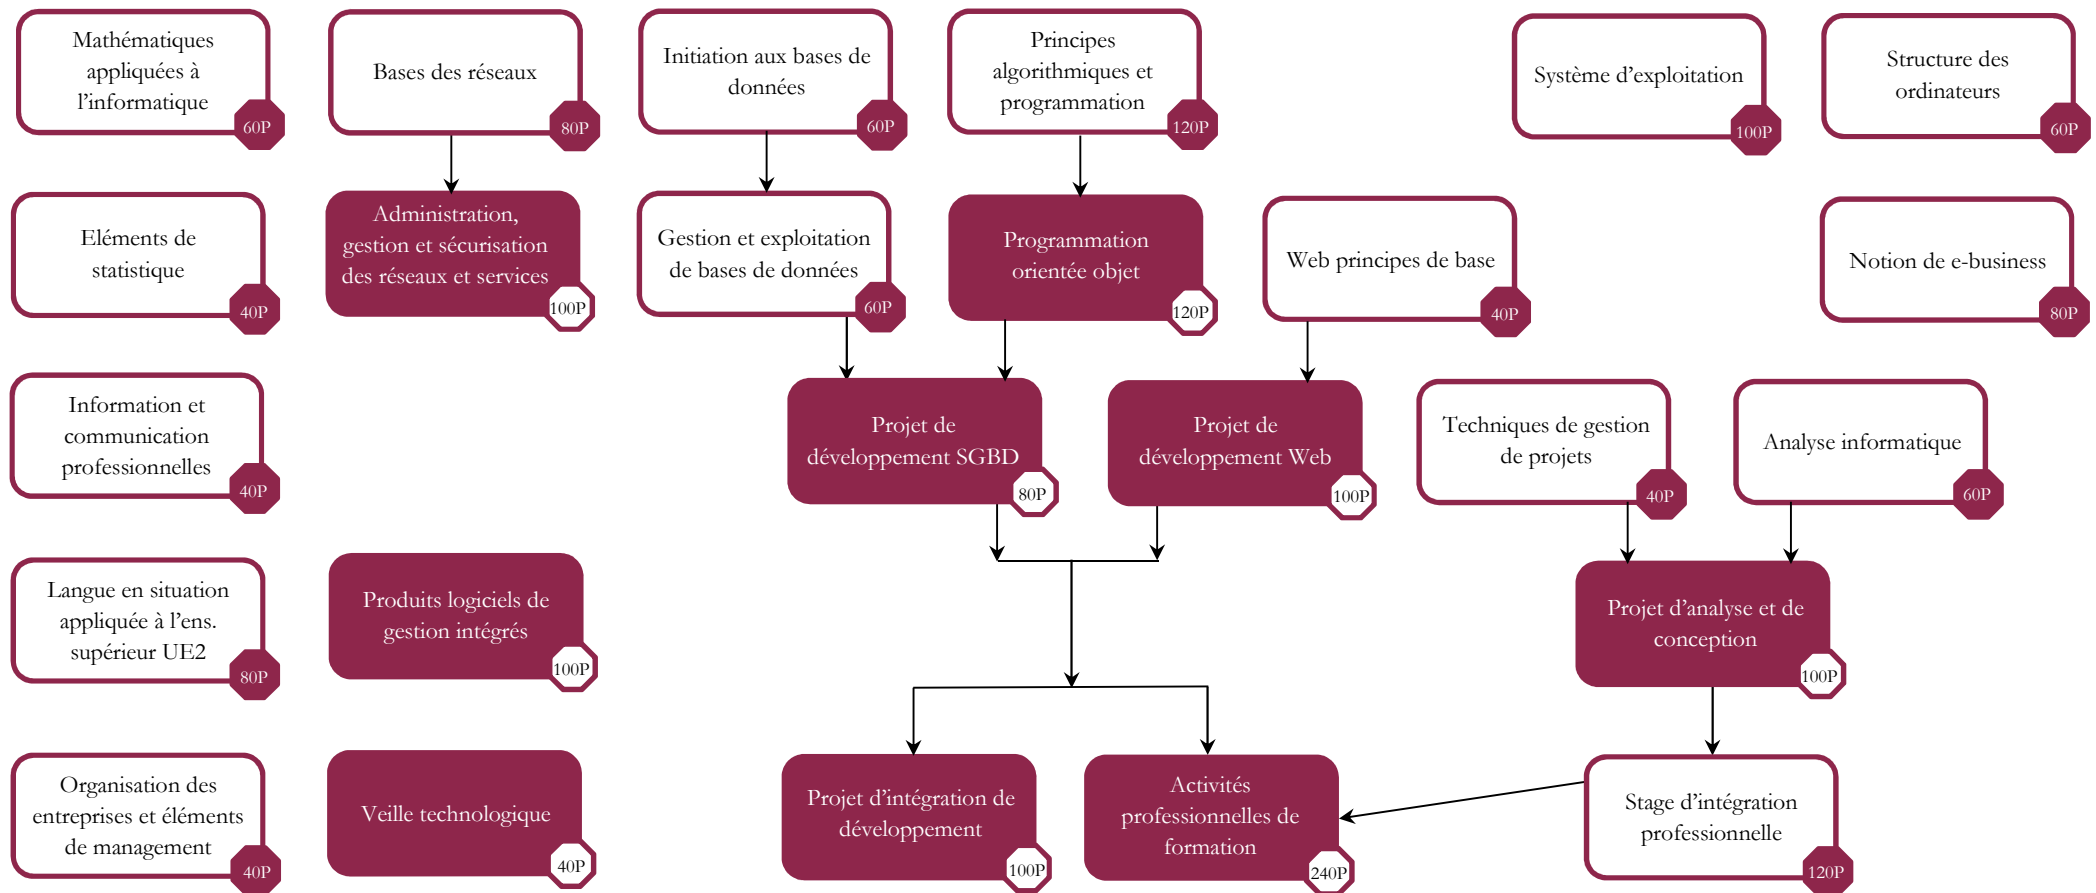 Mathématiques
appliquées à
l'informatique
60P
Bases des réseaux
80P
Initiation aux bases de
données
60P
Principes
algorithmiques et
programmation
120P
Système d'exploitation
100P
Structure des
ordinateurs
60P
Eléments de
statistique
40P
Administration,
gestion et sécurisation
des réseaux et services
100P
Gestion et exploitation
de bases de données
60P
Programmation
orientée objet
120P
Web principes de base
40P
Notion de e-business
80P
Information et
communication
professionnelles
40P
Projet de
développement SGBD
80P
Projet de
développement Web
100P
Techniques de gestion
de projets
40P
Analyse informatique
60P
Langue en situation
appliquée à l'ens.
supérieur UE2
80P
Produits logiciels de
gestion intégrés
100P
Projet d'analyse et de
conception
100P
Organisation des
entreprises et éléments
de management
40P
Veille technologique
40P
Projet d'intégration de
développement
100P
Activités
professionnelles de
formation
240P
Stage d'intégration
professionnelle
120P